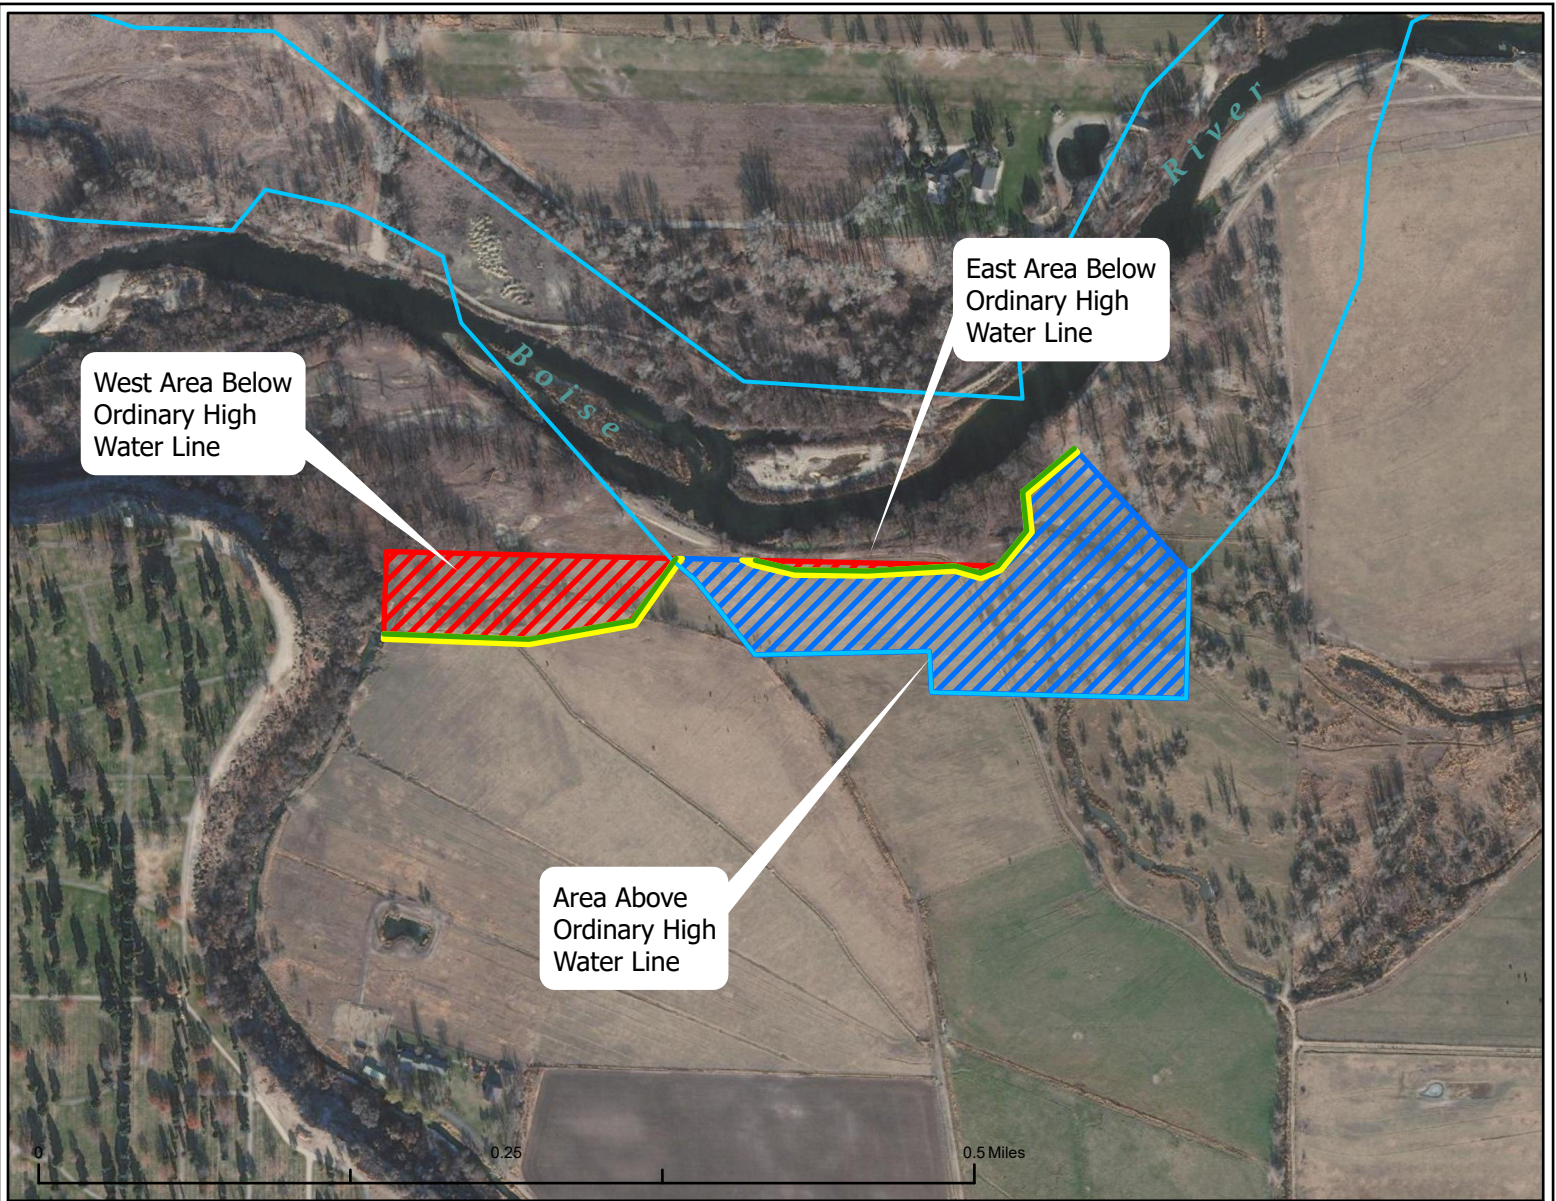 River
East Area Below
Ordinary High
Water Line
Boise
West Area Below
Ordinary High
Water Line
Area Above
Ordinary High
Water Line
0 0.25 0.5 Miles